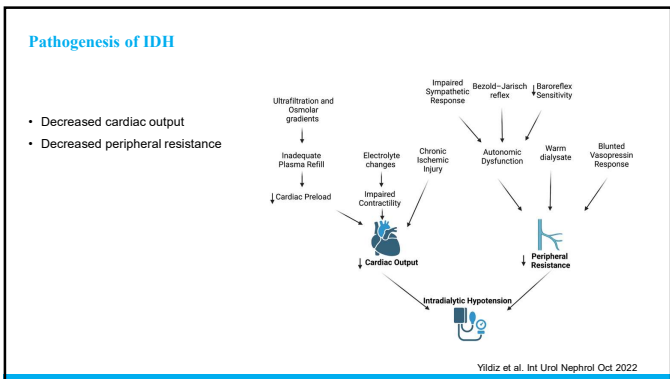 Pathogenesis of IDH
• Decreased cardiac output
• Decreased peripheral resistance
Ultrafiltration and
Osmolar
gradients
Inadequate
Plasma Refill
↓ Cardiac Preload
Electrolyte
changes
Impaired
Contractility
Chronic
Ischemic
Injury
↓ Cardiac Output
Impaired
Sympathetic
Response
Bezold–Jarisch
reflex
↓ Baroreflex
Sensitivity
Autonomic
Dysfunction
Warm
dialysate
Blunted
Vasopressin
Response
↓ Peripheral
Resistance
Intradialytic Hypotension
Yildiz et al. Int Urol Nephrol Oct 2022